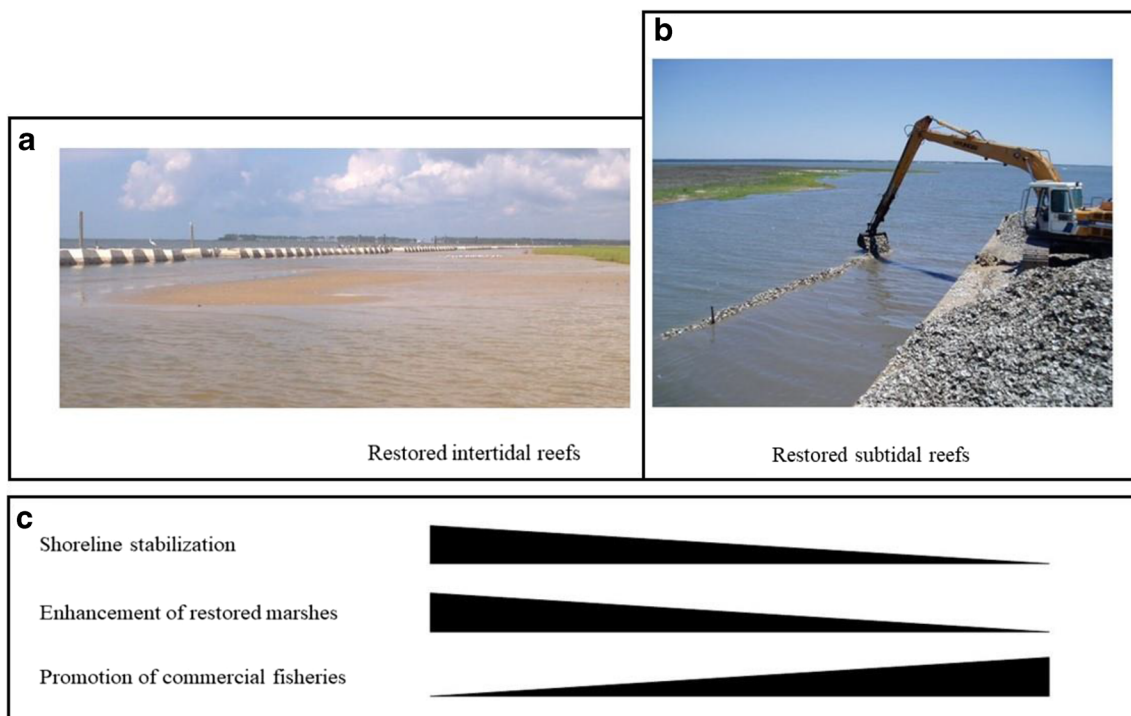 a
Restored intertidal reefs
b
Restored subtidal reefs
c
Shoreline stabilization
Enhancement of restored marshes
Promotion of commercial fisheries